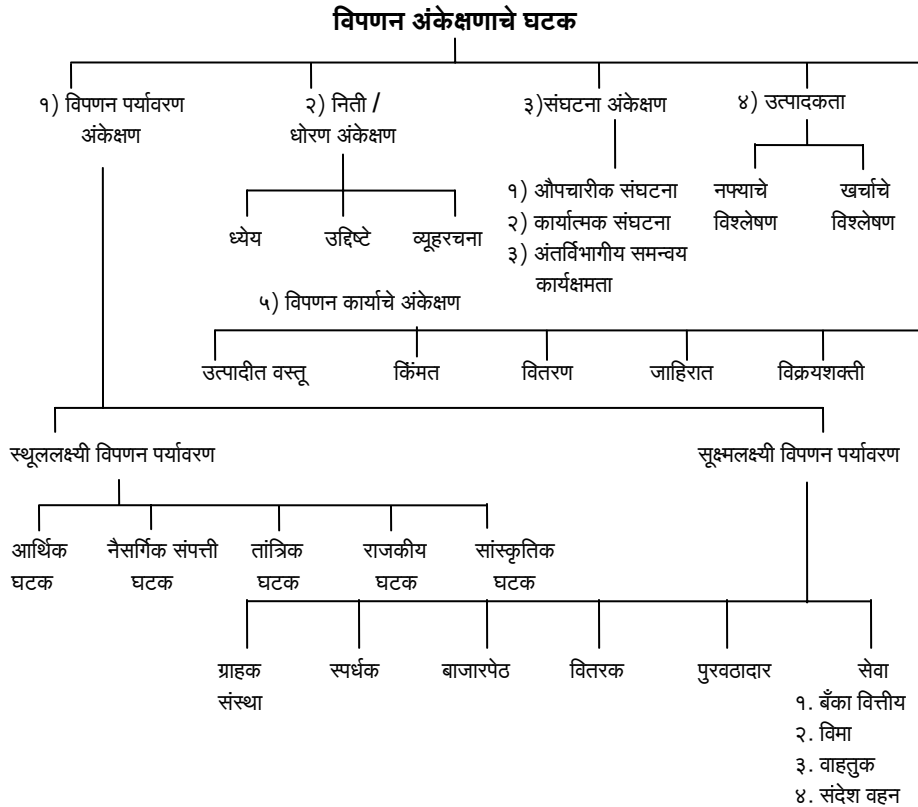 विपणन अंकेक्षणाचे घटक
१) विपणन पर्यावरण
अंकेक्षण
२) निती /
धोरण अंकेक्षण
३)संघटना अंकेक्षण
४) उत्पादकता
ध्येय
उद्दिष्टे
व्यूहरचना
१) औपचारीक संघटना
२) कार्यात्मक संघटना
३) अंतर्विभागीय समन्वय
कार्यक्षमता
नफ्याचे
विश्लेषण
खर्चाचे
विश्लेषण
५) विपणन कार्याचे अंकेक्षण
उत्पादीत वस्तू
किंमत
वितरण
जाहिरात
विक्रयशक्ती
स्थूललक्ष्यी विपणन पर्यावरण
सूक्ष्मलक्ष्यी विपणन पर्यावरण
आर्थिक
घटक
नैसर्गिक संपत्ती
घटक
तांत्रिक
घटक
राजकीय
घटक
सांस्कृतिक
घटक
ग्राहक
संस्था
स्पर्धक
बाजारपेठ
वितरक
पुरवठादार
सेवा
१. बँका वित्तीय
२. विमा
३. वाहतुक
४. संदेश वहन